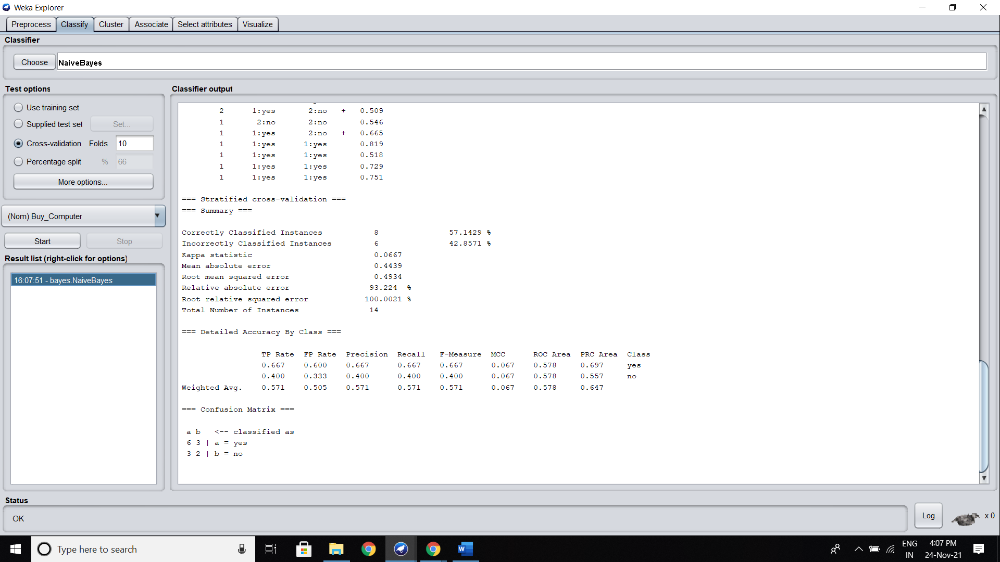 Weka Explorer
Preprocess Classify Cluster Associate Select attributes Visualize
Classifier
Choose NaiveBayes
Test options
Use training set
Supplied test set Set...
Cross-validation Folds 10
Percentage split % 66
More options...
(Nom) Buy_Computer
Start Stop
Result list (right-click for options)
16:07:51 - bayes.NaiveBayes
Classifier output
2 1:yes 2:no + 0.509
1 2:no 2:no 0.546
1 1:yes 2:no + 0.665
1 1:yes 1:yes 0.819
1 1:yes 1:yes 0.518
1 1:yes 1:yes 0.729
1 1:yes 1:yes 0.751
=== Stratified cross-validation ===
=== Summary ===
Correctly Classified Instances 8 57.1429 %
Incorrectly Classified Instances 6 42.8571 %
Kappa statistic 0.0667
Mean absolute error 0.4439
Root mean squared error 0.4934
Relative absolute error 93.224 %
Root relative squared error 100.0021 %
Total Number of Instances 14
=== Detailed Accuracy By Class ===
TP Rate FP Rate Precision Recall F-Measure MCC ROC Area PRC Area Class
0.667 0.600 0.667 0.667 0.667 0.067 0.578 0.697 yes
0.400 0.333 0.400 0.400 0.400 0.067 0.578 0.557 no
Weighted Avg. 0.571 0.505 0.571 0.571 0.571 0.067 0.578 0.647
=== Confusion Matrix ===
a b <-- classified as
6 3 | a = yes
3 2 | b = no
Status
OK
Log
x 0
Type here to search
ENG
IN
4:07 PM
24-Nov-21